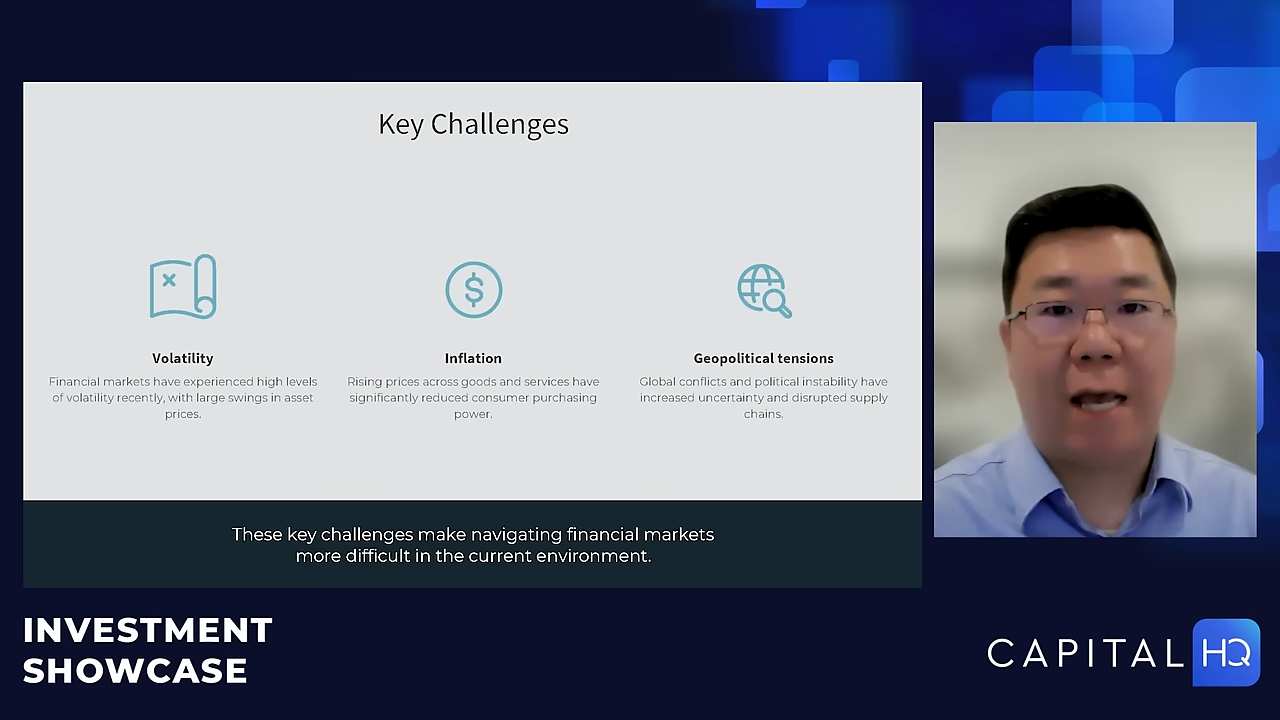 Key Challenges
Volatility
Financial markets have experienced high levels
of volatility recently, with large swings in asset
prices.
Inflation
Rising prices across goods and services have
significantly reduced consumer purchasing
power.
Geopolitical tensions
Global conflicts and political instability have
increased uncertainty and disrupted supply
chains.
These key challenges make navigating financial markets
more difficult in the current environment.
INVESTMENT
SHOWCASE
CAPITAL HQ